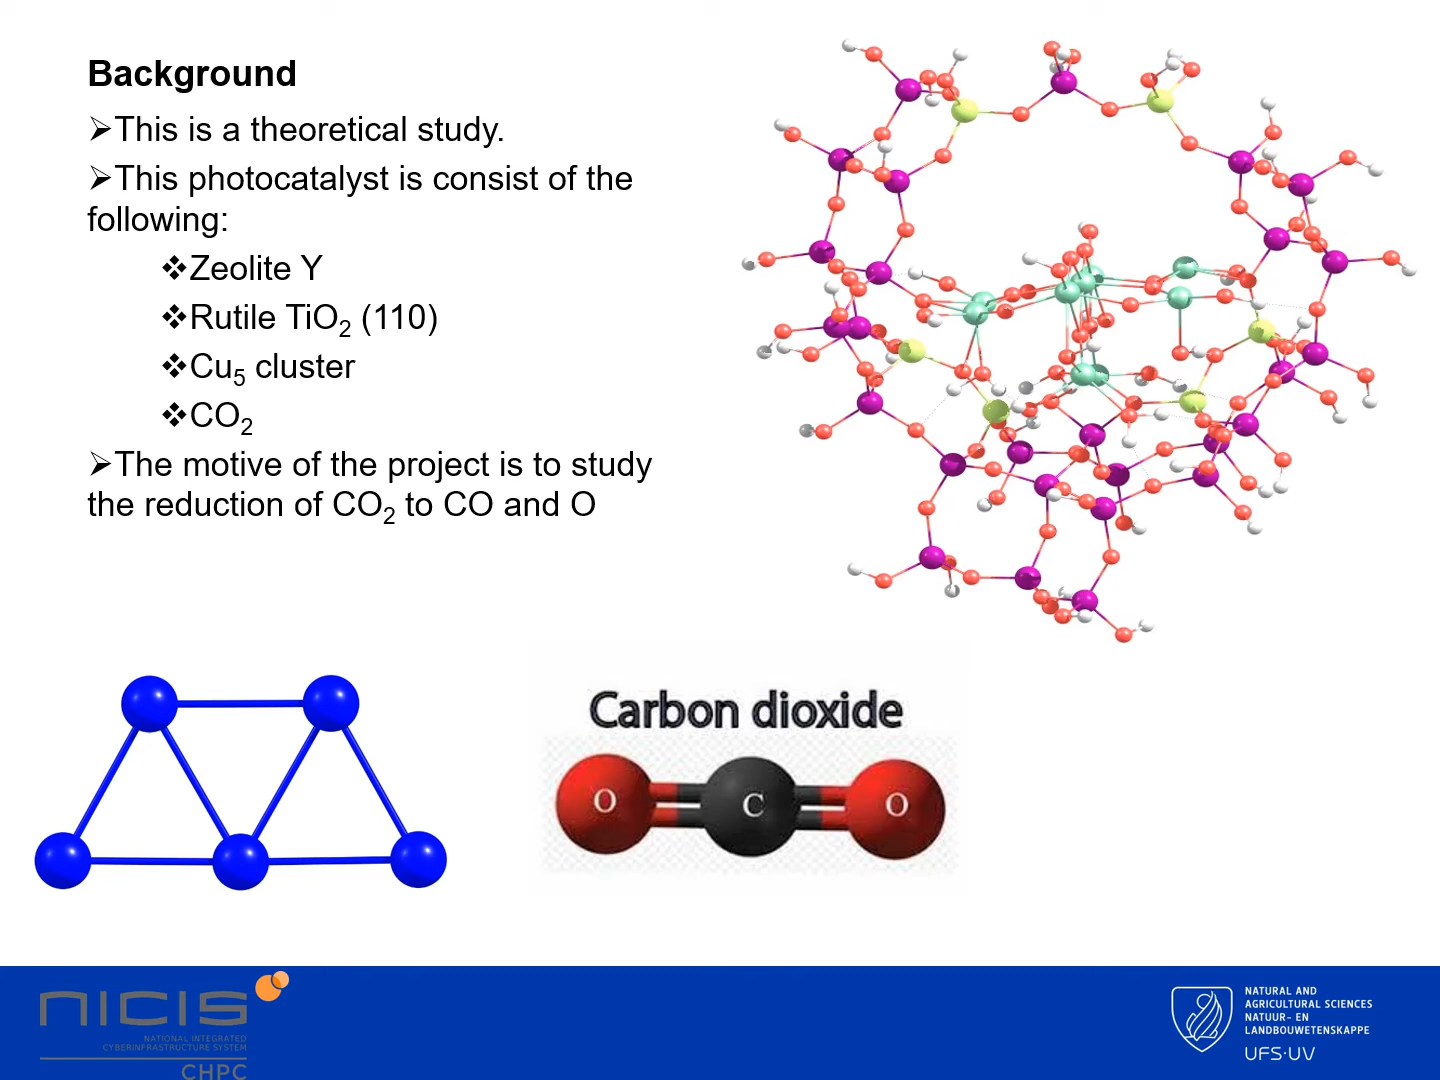 Background
➢This is a theoretical study.
➢This photocatalyst is consist of the
following:
❖Zeolite Y
❖Rutile TiO₂ (110)
❖Cu₅ cluster
❖CO₂
➢The motive of the project is to study
the reduction of CO₂ to CO and O
Carbon dioxide
O C O
NICIS
NATIONAL INTEGRATED
CYBERINFRASTRUCTURE SYSTEM
CHPC
NATURAL AND
AGRICULTURAL SCIENCES
NATUUR- EN
LANDBOUWETENSKAPPE
UFS·UV